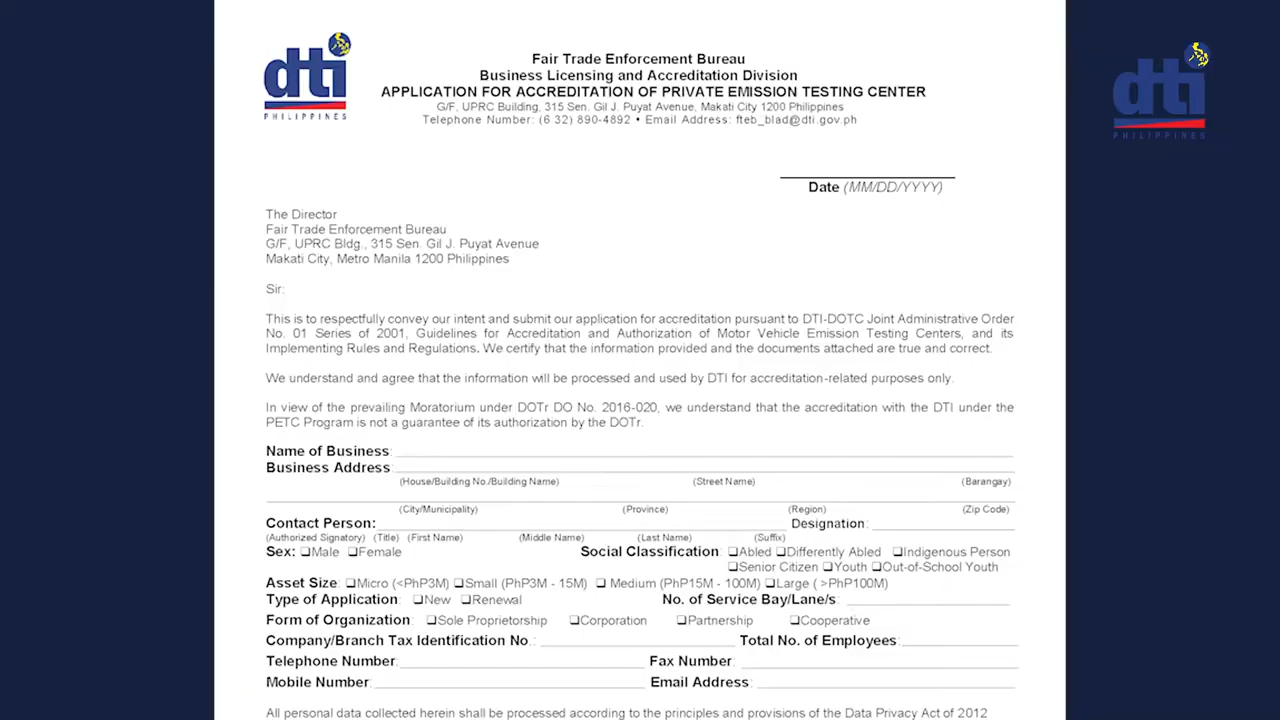 dti
PHILIPPINES
Fair Trade Enforcement Bureau
Business Licensing and Accreditation Division
APPLICATION FOR ACCREDITATION OF PRIVATE EMISSION TESTING CENTER
G/F, UPRC Building, 315 Sen. Gil J. Puyat Avenue, Makati City 1200 Philippines
Telephone Number: (6 32) 890-4892 • Email Address: fteb_blad@dti.gov.ph
dti
PHILIPPINES
Date (MM/DD/YYYY)
The Director
Fair Trade Enforcement Bureau
G/F, UPRC Bldg., 315 Sen. Gil J. Puyat Avenue
Makati City, Metro Manila 1200 Philippines
Sir:
This is to respectfully convey our intent and submit our application for accreditation pursuant to DTI-DOTC Joint Administrative Order
No. 01 Series of 2001, Guidelines for Accreditation and Authorization of Motor Vehicle Emission Testing Centers, and its
Implementing Rules and Regulations. We certify that the information provided and the documents attached are true and correct.
We understand and agree that the information will be processed and used by DTI for accreditation-related purposes only.
In view of the prevailing Moratorium under DOTr DO No. 2016-020, we understand that the accreditation with the DTI under the
PETC Program is not a guarantee of its authorization by the DOTr.
Name of Business:
Business Address:
(House/Building No./Building Name) (Street Name) (Barangay)
(City/Municipality) (Province) (Region) (Zip Code)
Contact Person: Designation:
(Authorized Signatory) (Title) (First Name) (Middle Name) (Last Name) (Suffix)
Sex: ❑Male ❑Female Social Classification: ❑Abled ❑Differently Abled ❑Indigenous Person
❑Senior Citizen ❑Youth ❑Out-of-School Youth
Asset Size: ❑Micro (<PhP3M) ❑Small (PhP3M - 15M) ❑ Medium (PhP15M - 100M) ❑Large ( >PhP100M)
Type of Application: ❑New ❑Renewal No. of Service Bay/Lane/s:
Form of Organization: ❑Sole Proprietorship ❑Corporation ❑Partnership ❑Cooperative
Company/Branch Tax Identification No.: Total No. of Employees:
Telephone Number: Fax Number:
Mobile Number: Email Address:
All personal data collected herein shall be processed according to the principles and provisions of the Data Privacy Act of 2012